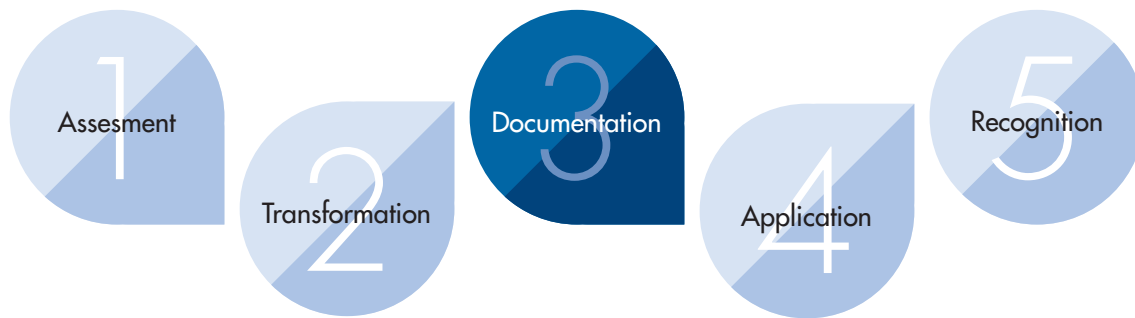 1
Assesment
2
Transformation
3
Documentation
4
Application
5
Recognition